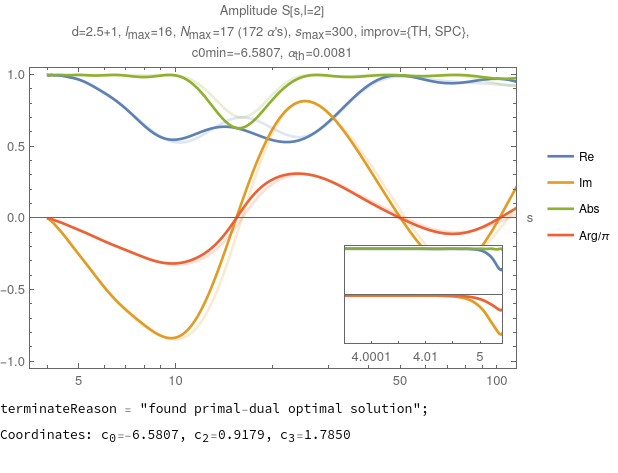 Amplitude S[s,l=2]
d=2.5+1, lmax=16, Nmax=17 (172 α's), smax=300, improv={TH, SPC},
c0min=-6.5807, αth=0.0081
1.0
0.5
0.0
-0.5
-1.0
5
10
50
100
s
Re
Im
Abs
Arg/π
4.0001
4.01
5
terminateReason = "found primal-dual optimal solution";
Coordinates: c0=-6.5807, c2=0.9179, c3=1.7850